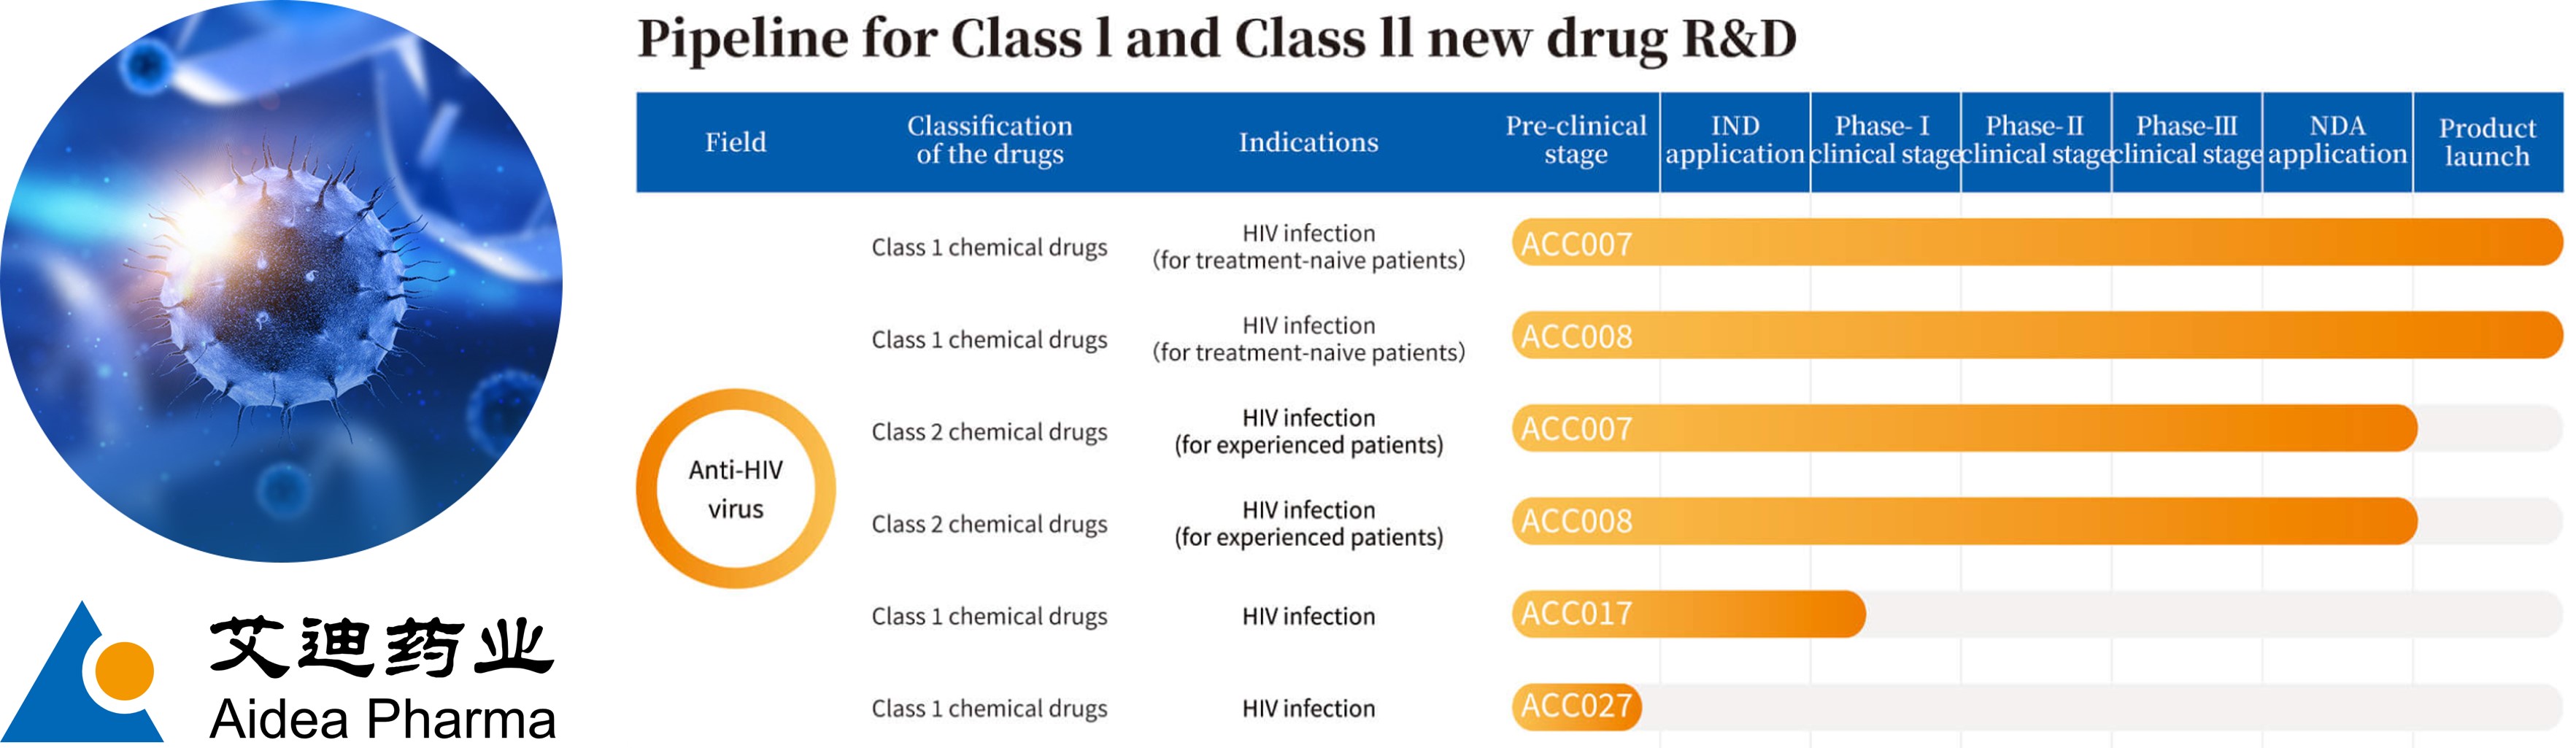 Pipeline for Class l and Class ll new drug R&D
Field
Classification
of the drugs
Indications
Pre-clinical
stage
IND
application
Phase- I
clinical stage
Phase-II
clinical stage
Phase-III
clinical stage
NDA
application
Product
launch
Anti-HIV
virus
Class 1 chemical drugs
HIV infection
(for treatment-naive patients)
ACC007
Class 1 chemical drugs
HIV infection
(for treatment-naive patients)
ACC008
Class 2 chemical drugs
HIV infection
(for experienced patients)
ACC007
Class 2 chemical drugs
HIV infection
(for experienced patients)
ACC008
Class 1 chemical drugs
HIV infection
ACC017
Class 1 chemical drugs
HIV infection
ACC027
艾迪药业
Aidea Pharma